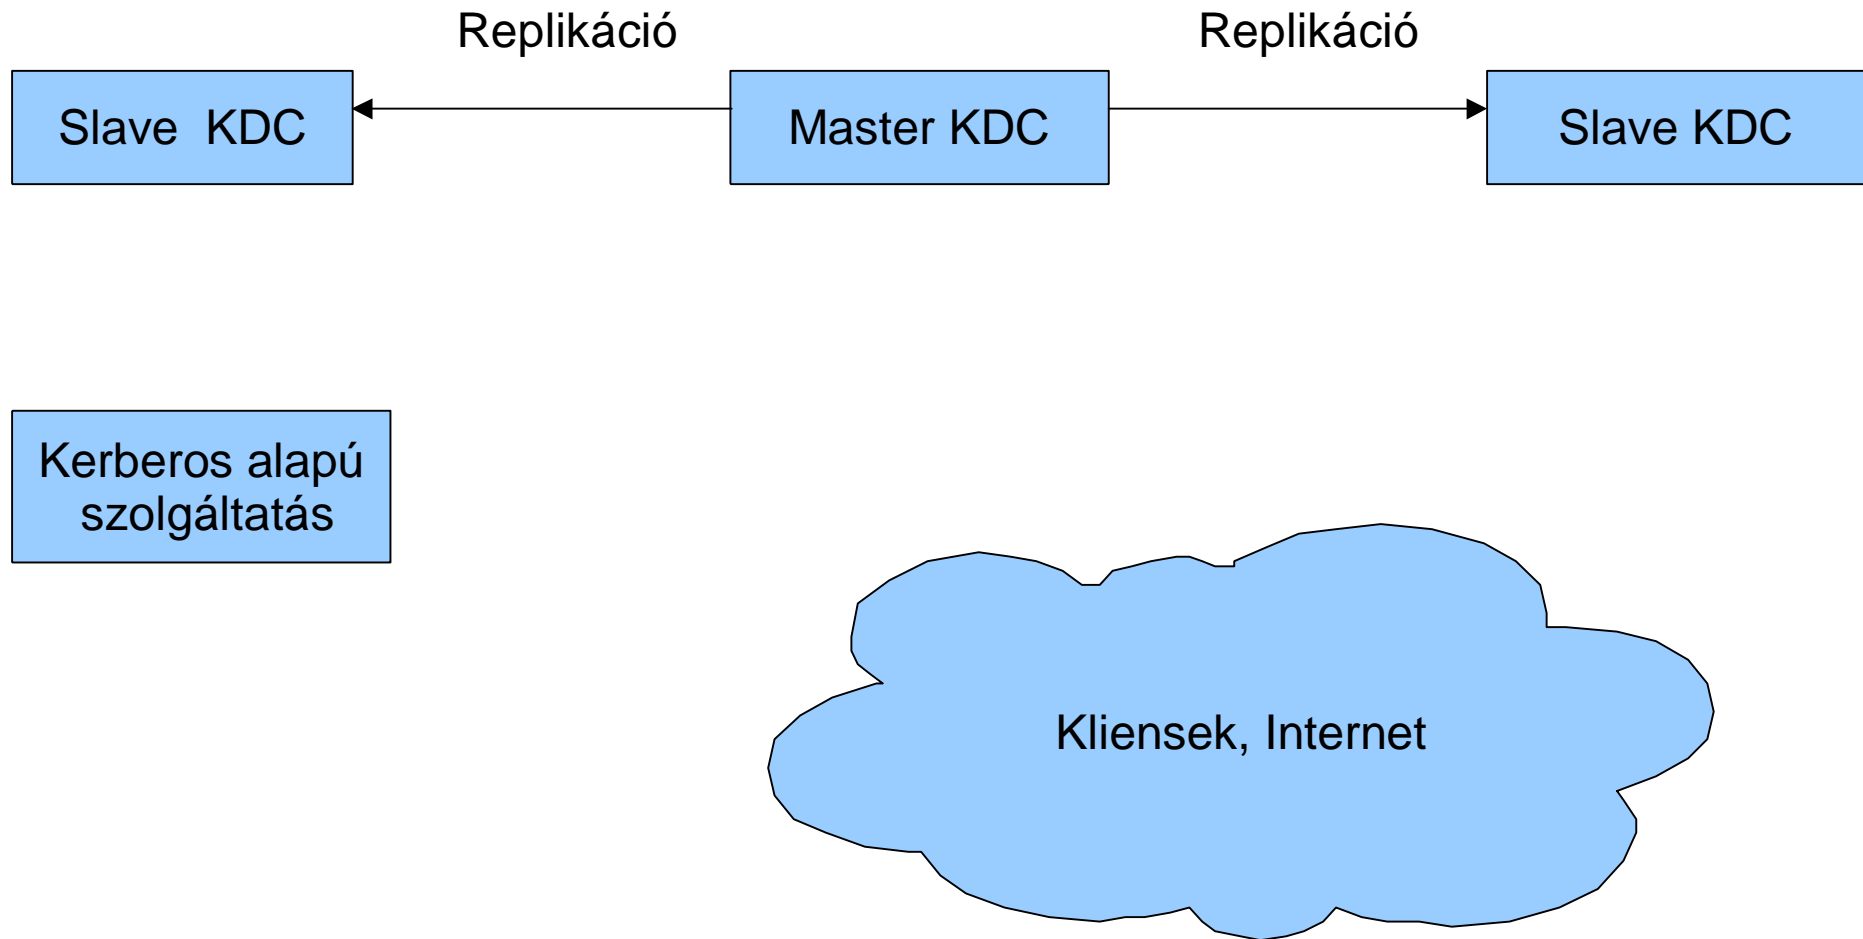 Replikáció
Replikáció
Slave KDC
Master KDC
Slave KDC
Kerberos alapú
szolgáltatás
Kliensek, Internet